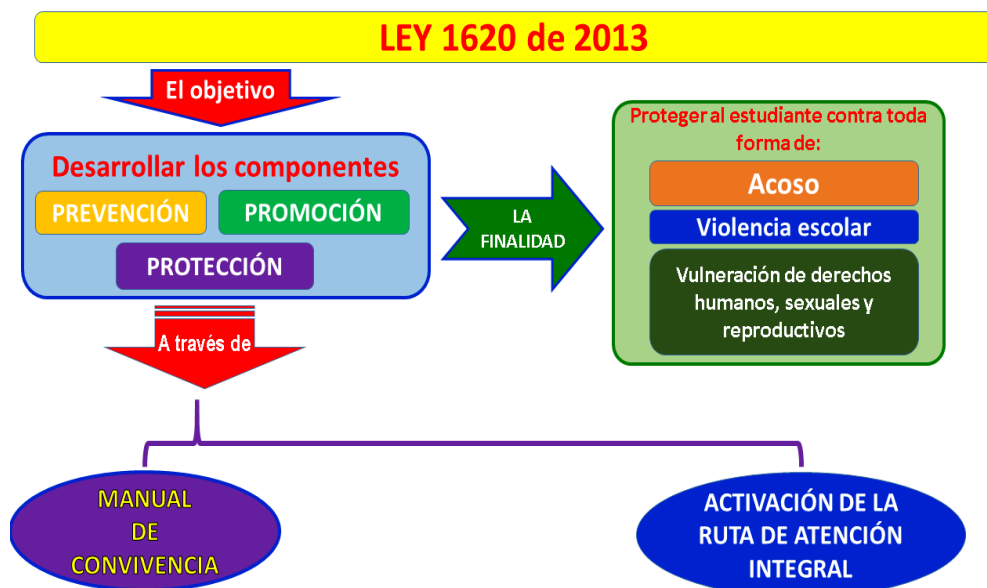 LEY 1620 de 2013
El objetivo
Desarrollar los componentes
PREVENCIÓN
PROMOCIÓN
PROTECCIÓN
LA
FINALIDAD
Proteger al estudiante contra toda
forma de:
Acoso
Violencia escolar
Vulneración de derechos
humanos, sexuales y
reproductivos
A través de
MANUAL
DE
CONVIVENCIA
ACTIVACIÓN DE LA
RUTA DE ATENCIÓN
INTEGRAL